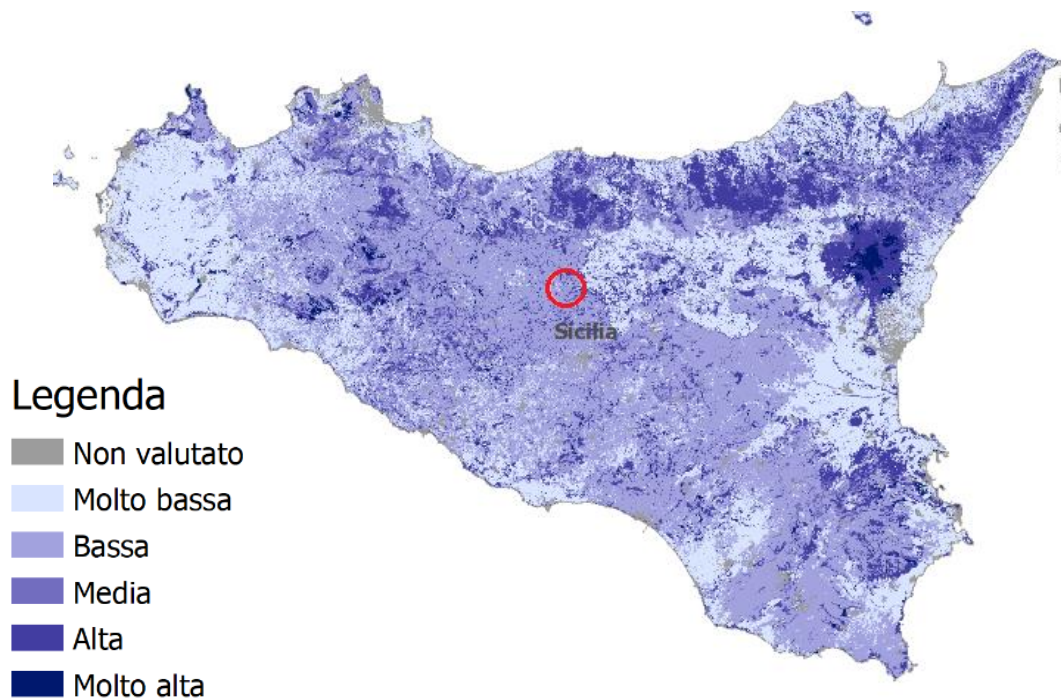 Sicilia
Legenda
Non valutato
Molto bassa
Bassa
Media
Alta
Molto alta